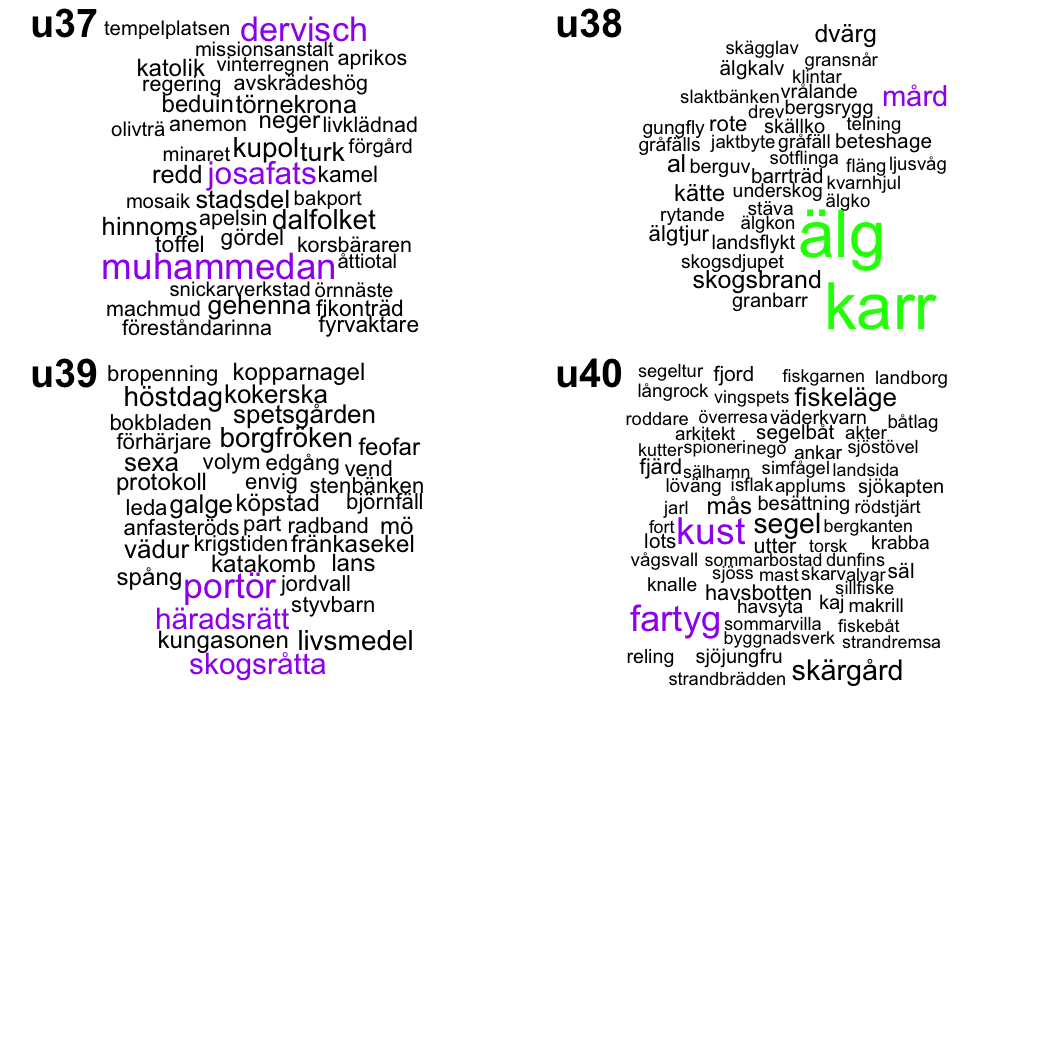 u37 tempelplatsen dervisch
missionsanstalt
katolik vinterregnen aprikos
regering avskrädeshög
beduin törnekrona
olivträ anemon neger livklädnad
minaret kupol turk förgård
redd josafats kamel
mosaik stadsdel bakport
hinnoms apelsin dalfolket
toffel gördel korsbäraren
muhammedan åttiotal
snickarverkstad örnnäste
machmud gehenna fikonträd
föreståndarinna fyrvaktare
u38 dvärg
skägglav gransnår
älgkalv klintar
slaktbänken vrålande mård
drev bergsrygg
gungfly rote skällko telning
gråfälls jaktbyte gråfäll beteshage
al berguv sötflinga fläng ljusvåg
barrträd
kätte underskog kvarnhjul
rytande stäva älgko
älgtjur älgkon älg
landsflykt
skogsdjupet
skogsbrand
granbarr karr
u39 bropenning kopparnagel
höstdag kokerska
bokbladen spetsgården
förhärjare borgfröken feofar
sexa volym edgång vend
protokoll envig stenbänken
leda galge köpstad björnfäll
anfasteröds part radband mö
vädur krigstiden fränkasekel
katakomb lans
spång portör jordvall
styvbarn
häradsrätt
kungasonen livsmedel
skogsråtta
u40 segeltur fjord fiskgarnen landborg
långrock vingspets fiskeläge
roddare överresa väderkvarn båtlag
arkitekt segelbåt akter
kutter spionerinegö ankar sjöstövel
fjärd sälhamn simfågel landsida
löväng isflak applums sjökapten
jarl mås besättning rödstjärt
fort kust segel bergkanten
lots utter torsk krabba
vågsvall sommarbostad dunfins
sjöss mast skarvalvar säl
knalle havsbotten sillfiske
havsyta kaj makrill
fartyg sommarvilla fiskebåt
byggnadsverk strandremsa
reling sjöjungfru
strandbrädden skärgård